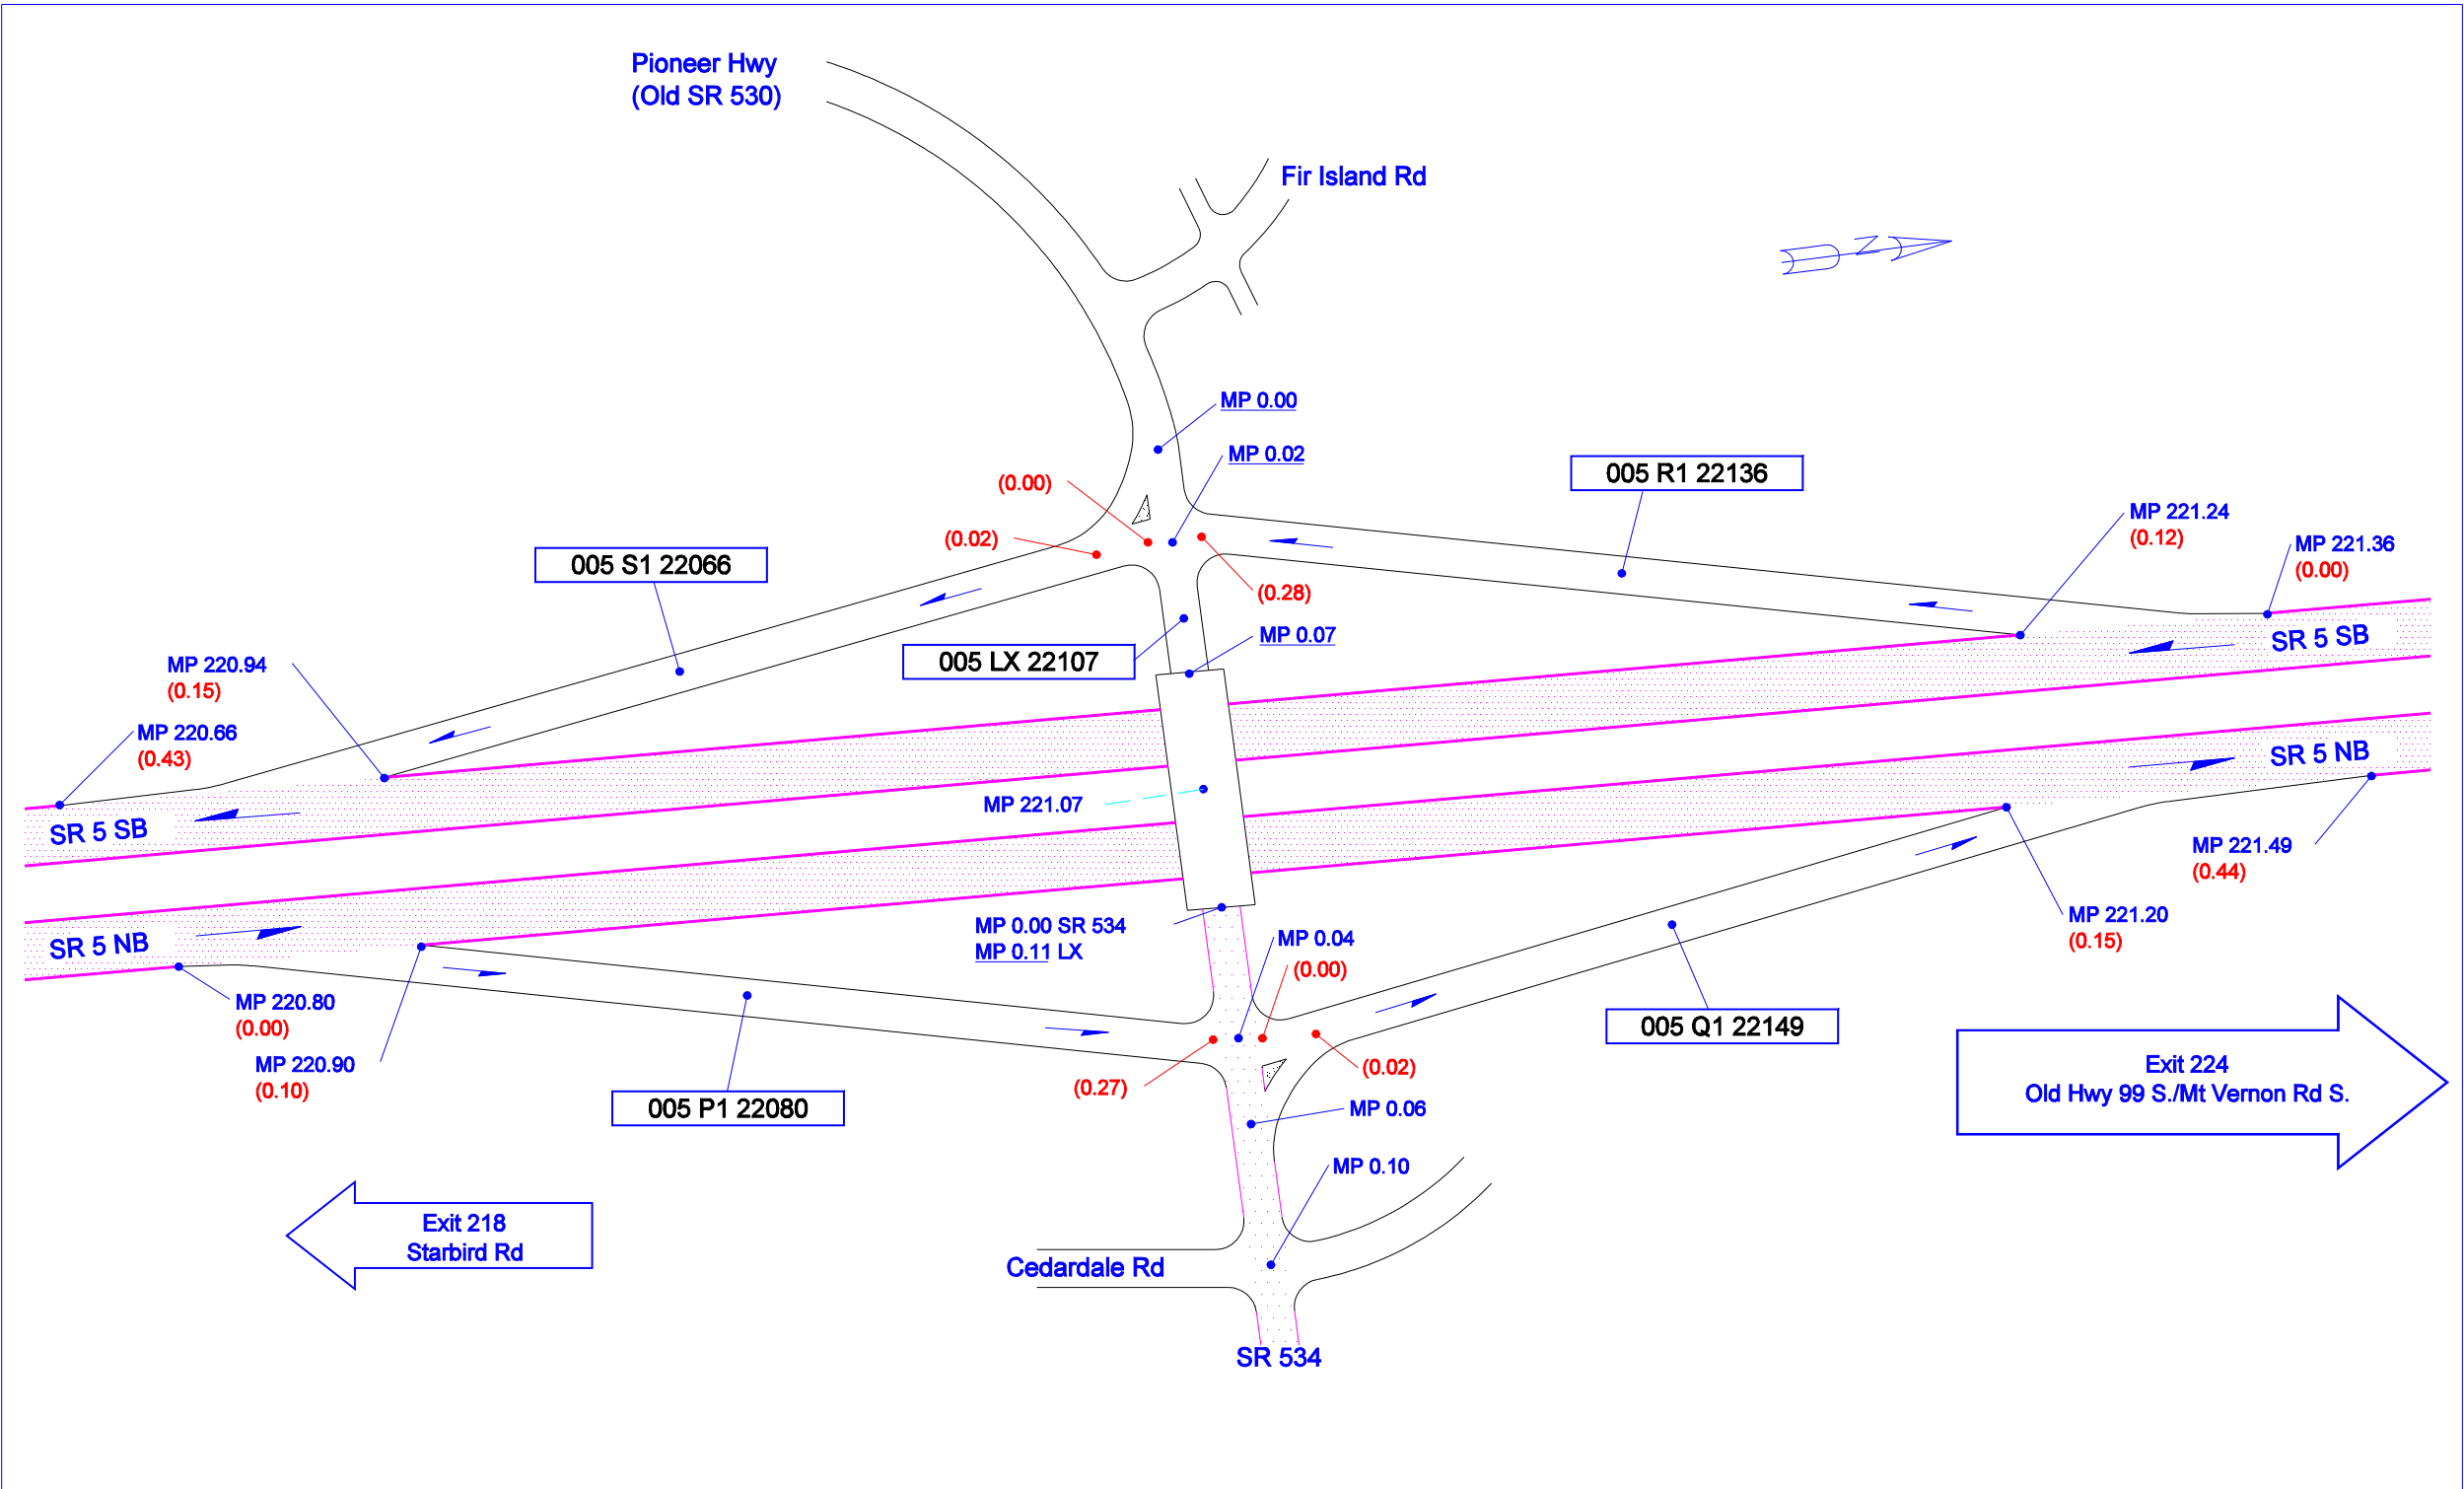 Pioneer Hwy
(Old SR 530)
Fir Island Rd
N
MP 0.00
MP 0.02
(0.00)
(0.02)
(0.28)
005 R1 22136
MP 221.24
(0.12)
MP 221.36
(0.00)
005 S1 22066
005 LX 22107
MP 0.07
SR 5 SB
MP 220.94
(0.15)
MP 220.66
(0.43)
SR 5 NB
MP 221.07
SR 5 SB
MP 221.49
(0.44)
SR 5 NB
MP 221.20
(0.15)
MP 0.00 SR 534
MP 0.11 LX
MP 0.04
(0.00)
MP 220.80
(0.00)
MP 220.90
(0.10)
005 Q1 22149
(0.27)
(0.02)
005 P1 22080
MP 0.06
Exit 224
Old Hwy 99 S./Mt Vernon Rd S.
MP 0.10
Exit 218
Starbird Rd
Cedardale Rd
SR 534